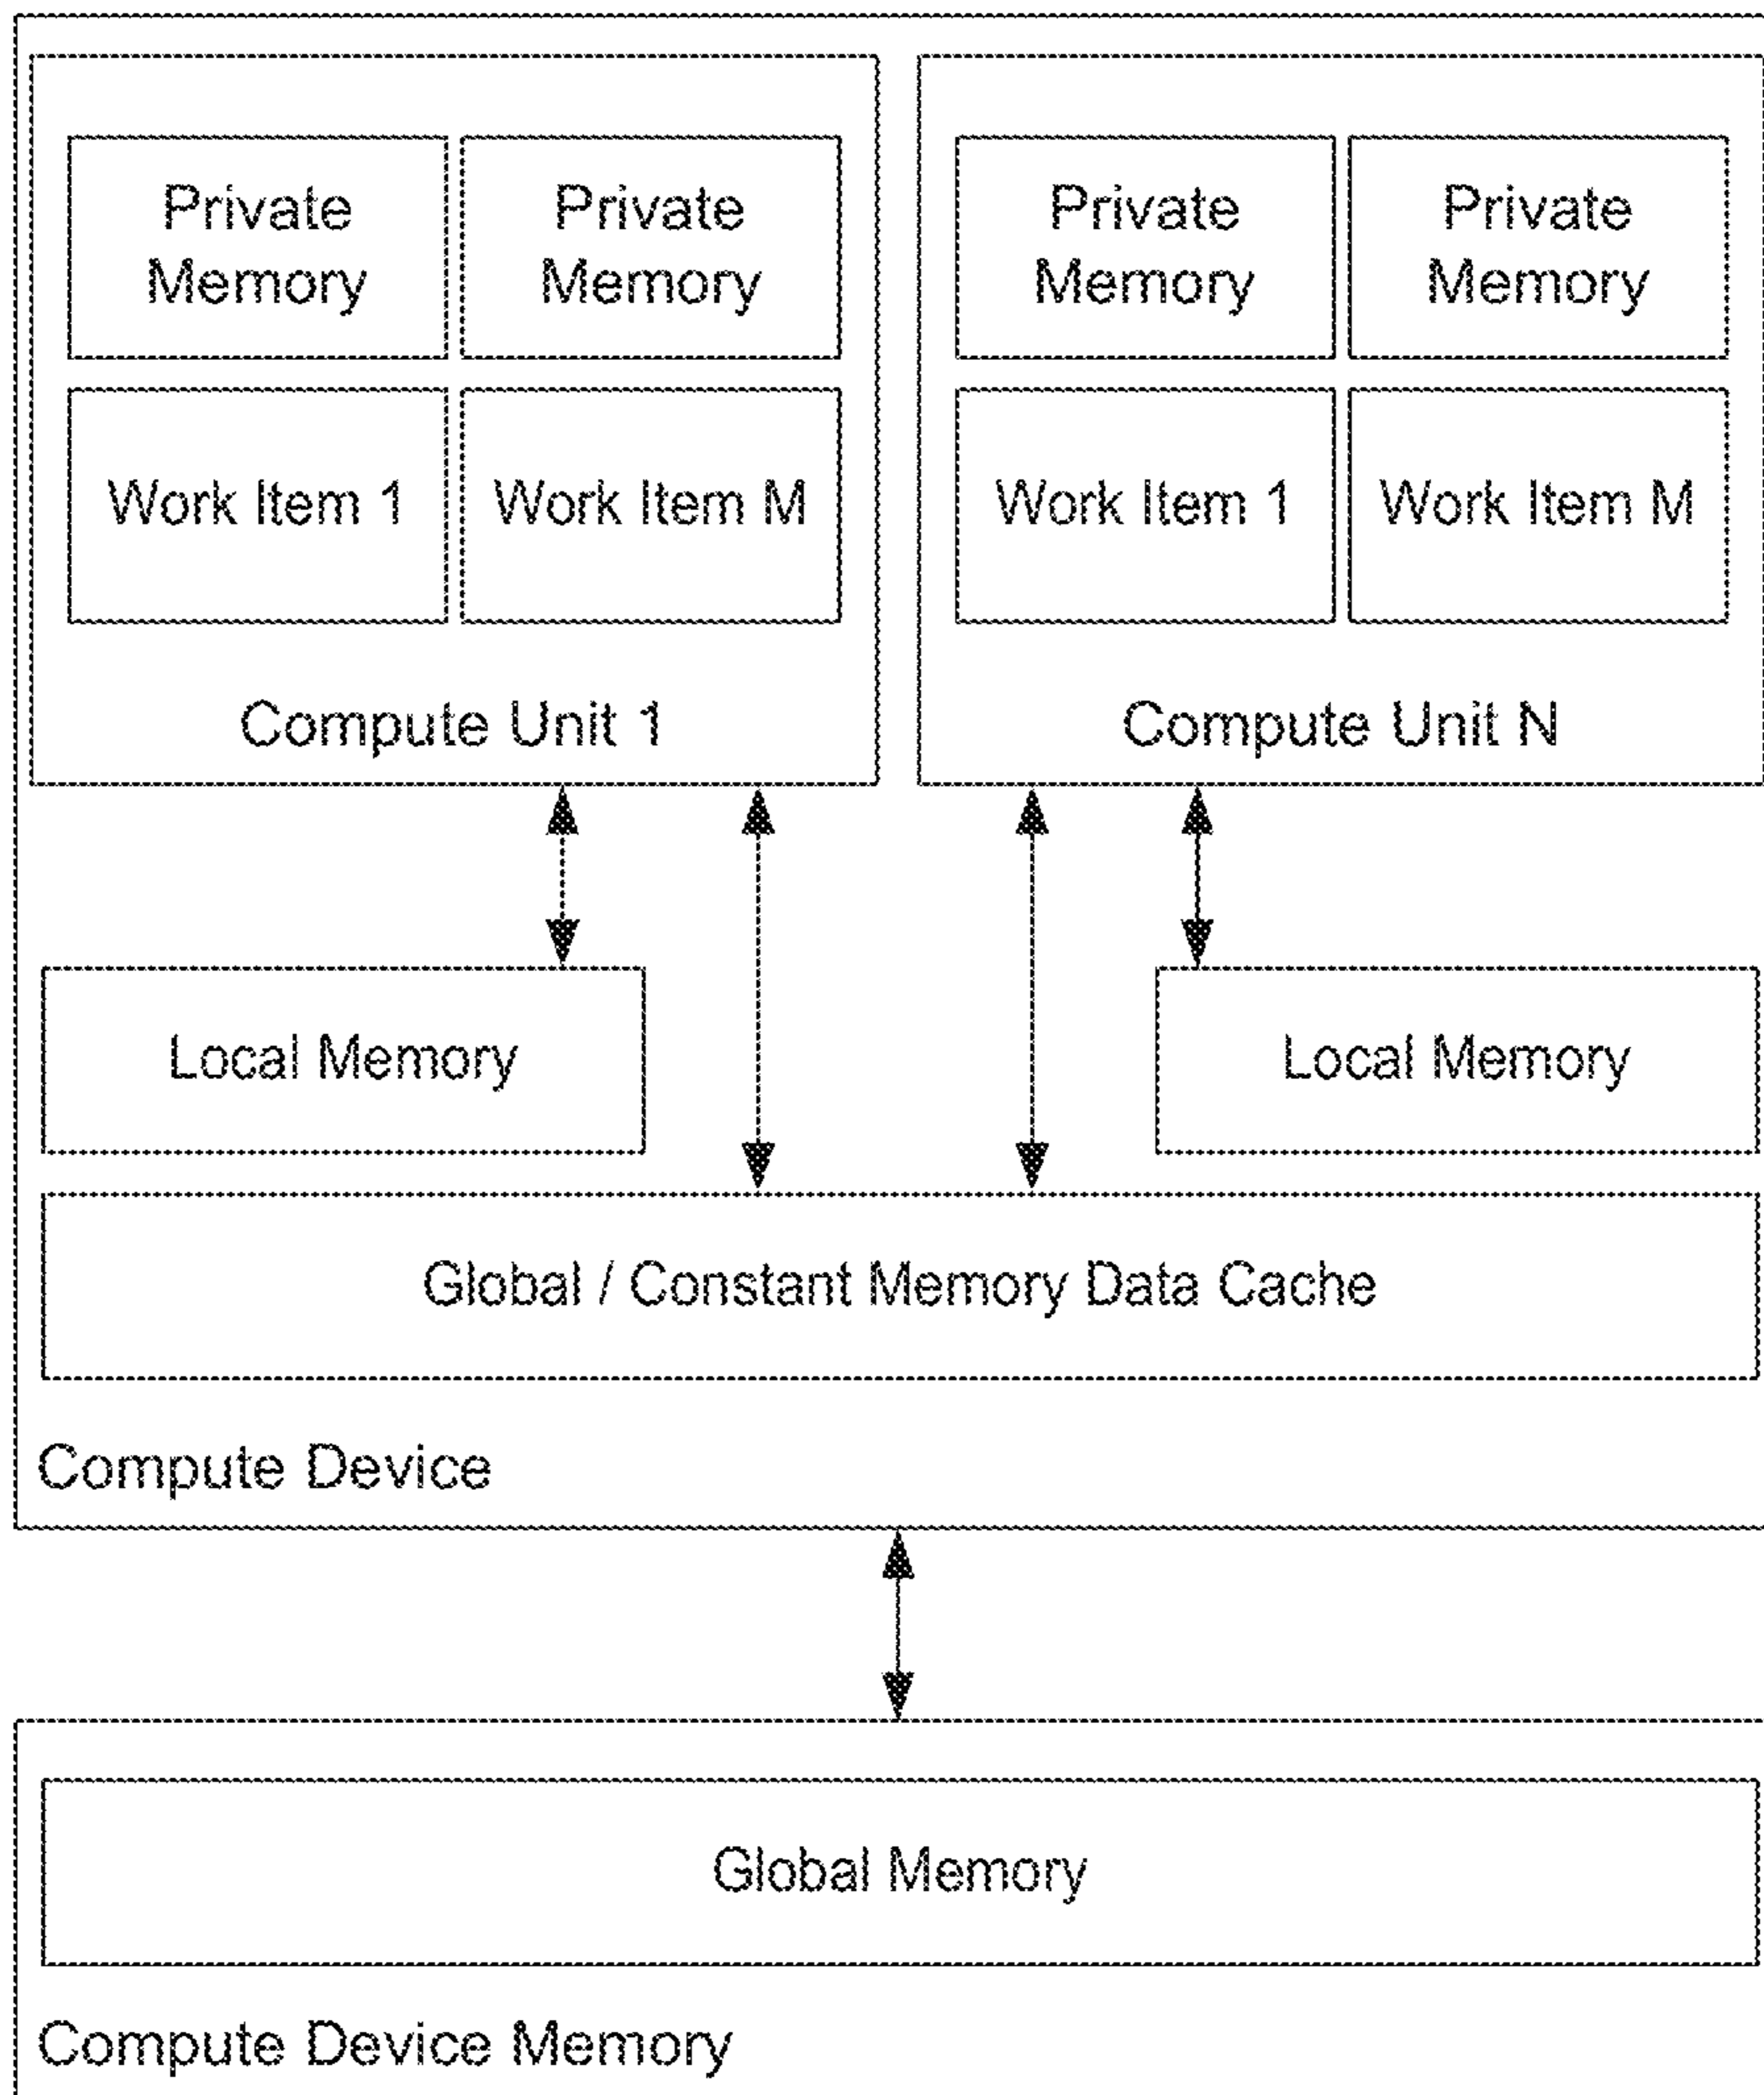 Private
Memory
Private
Memory
Work Item 1
Work Item M
Compute Unit 1
Private
Memory
Private
Memory
Work Item 1
Work Item M
Compute Unit N
Local Memory
Local Memory
Global / Constant Memory Data Cache
Compute Device
Global Memory
Compute Device Memory